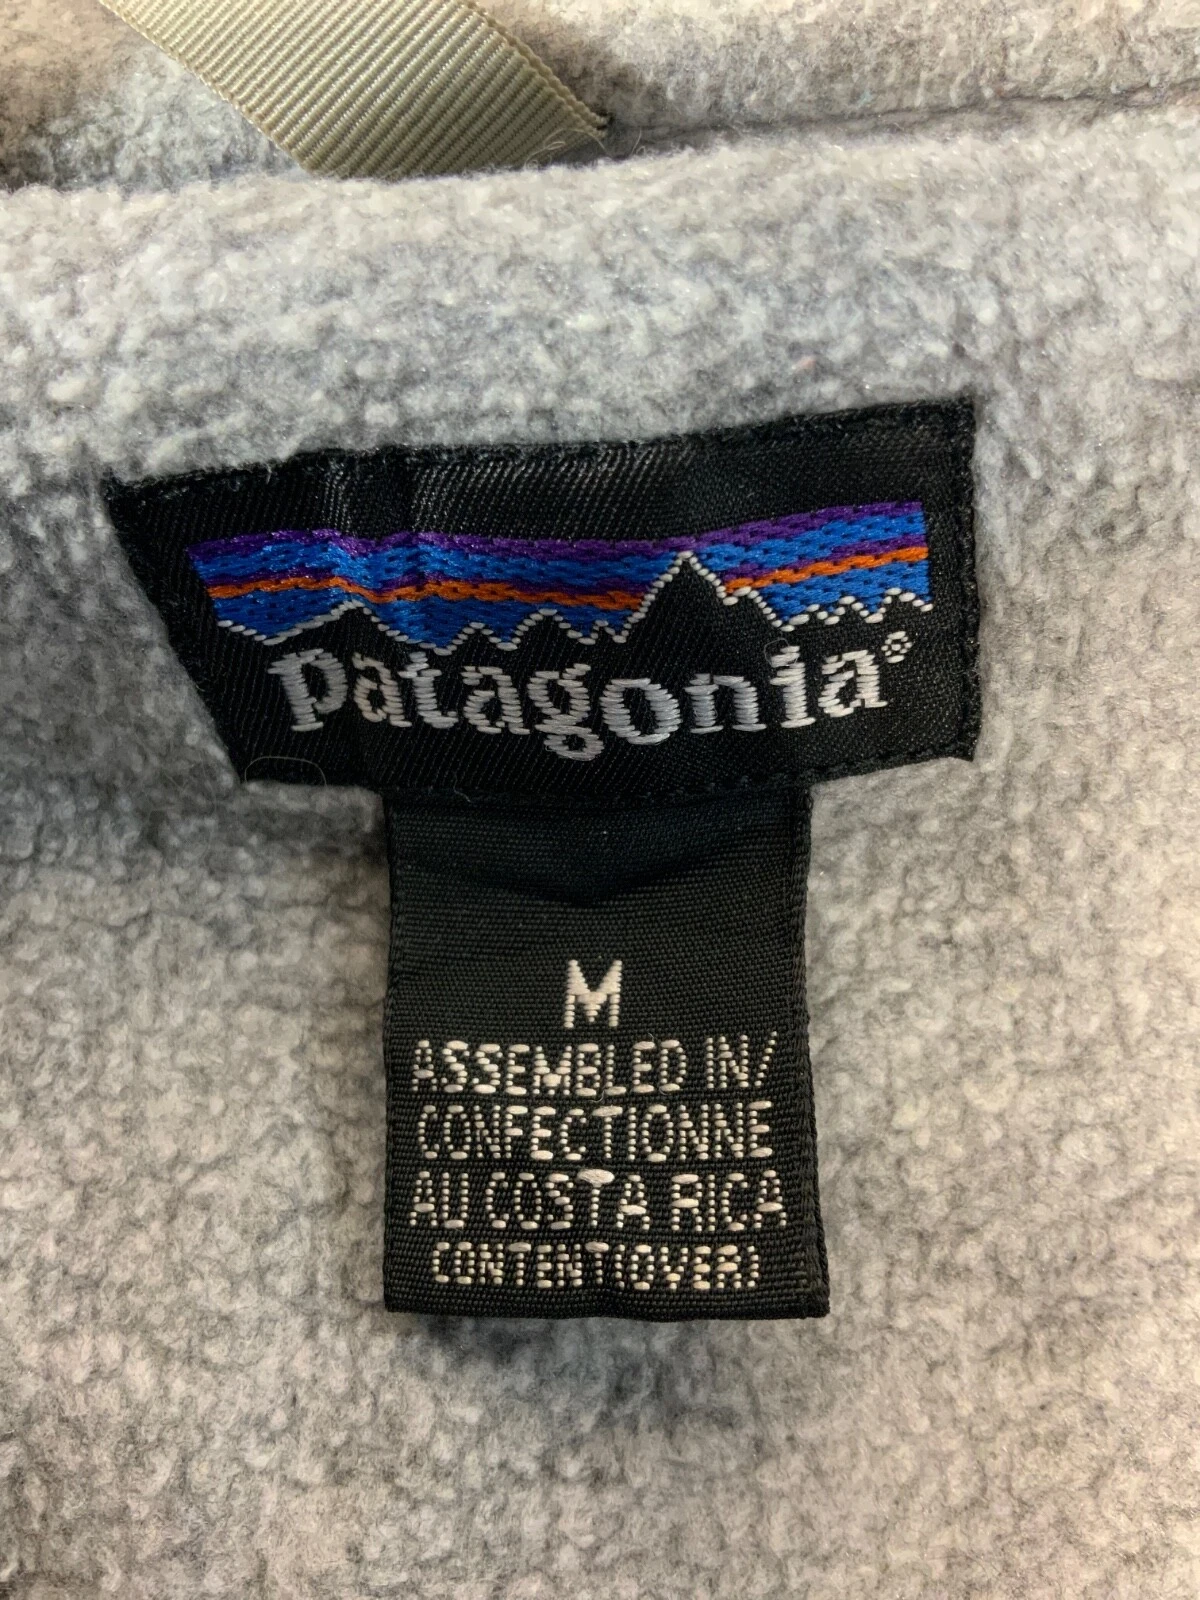 patagonia®
M
ASSEMBLED IN/
CONFECTIONNE
AU COSTA RICA
CONTENT(OVER)